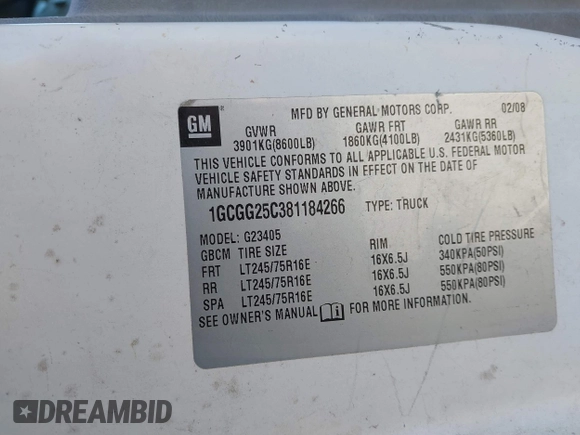 GM
MFD BY GENERAL MOTORS CORP. 02/08
GVWR GAWR FRT GAWR RR
3901KG(8600LB) 1860KG(4100LB) 2431KG(5360LB)
THIS VEHICLE CONFORMS TO ALL APPLICABLE U.S. FEDERAL MOTOR
VEHICLE SAFETY STANDARDS IN EFFECT ON THE DATE OF
MANUFACTURE SHOWN ABOVE.
1GCGG25C381184266 TYPE: TRUCK
MODEL: G23405
GBCM TIRE SIZE RIM COLD TIRE PRESSURE
FRT LT245/75R16E 16X6.5J 340KPA(50PSI)
RR LT245/75R16E 16X6.5J 550KPA(80PSI)
SPA LT245/75R16E 16X6.5J 550KPA(80PSI)
SEE OWNER'S MANUAL FOR MORE INFORMATION.
DREAMBID